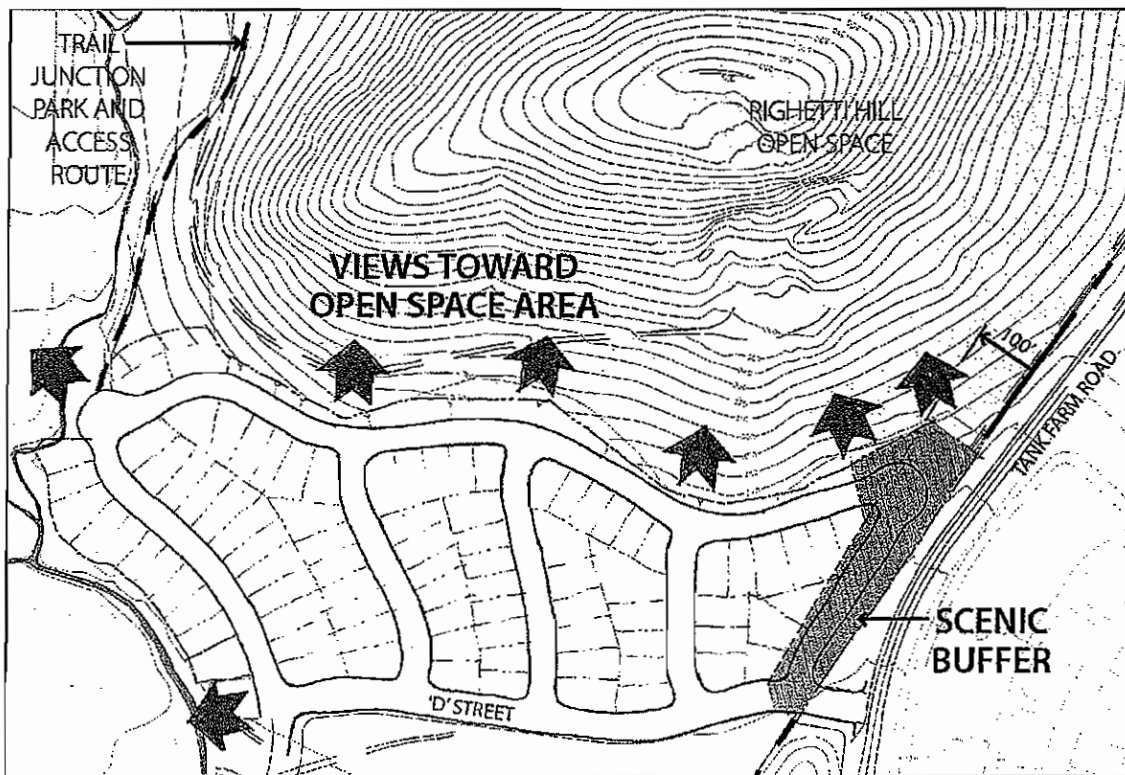 TRAIL
JUNCTION
PARK AND
ACCESS
ROUTE
RIGHETTI HILL
OPEN SPACE
VIEWS TOWARD
OPEN SPACE AREA
100'
TANK FARM ROAD
SCENIC
BUFFER
'D' STREET